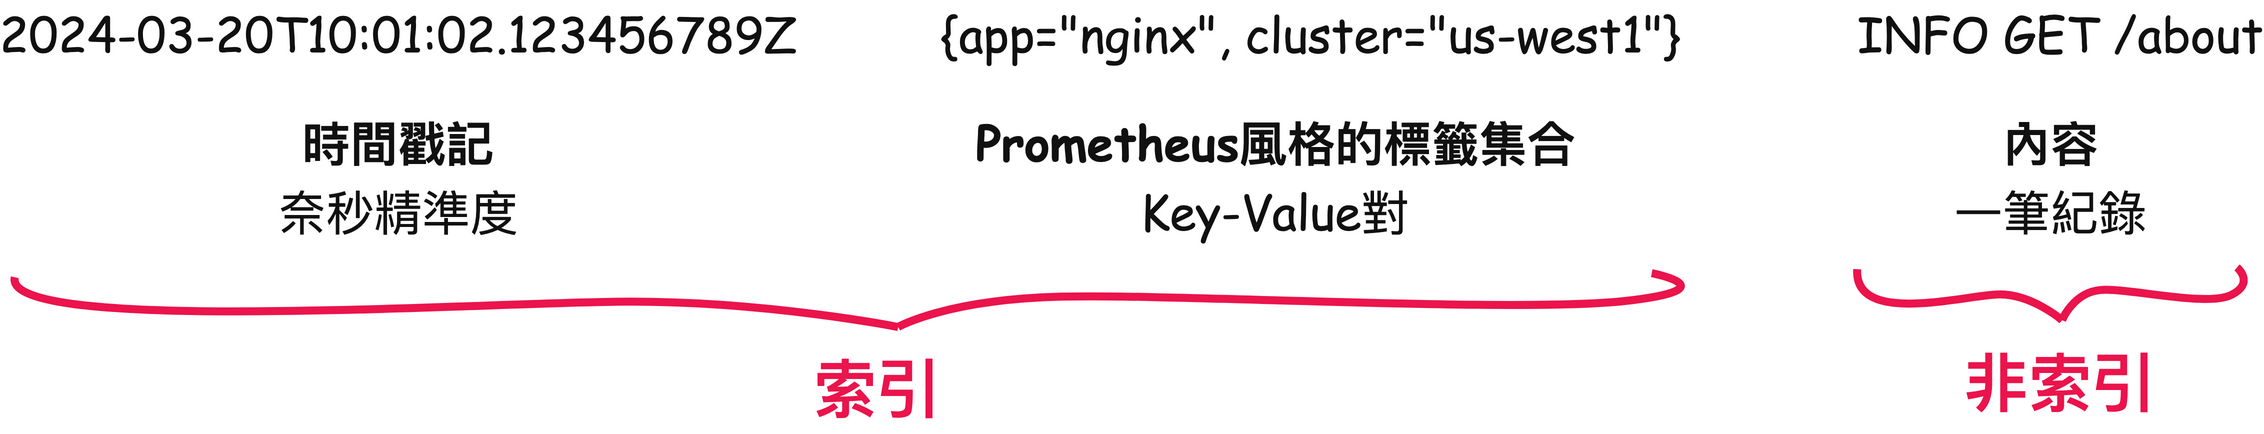 2024-03-20T10:01:02.123456789Z
{app="nginx", cluster="us-west1"}
INFO GET /about
時間戳記
Prometheus風格的標籤集合
內容
奈秒精準度
Key-Value對
一筆紀錄
索引
非索引